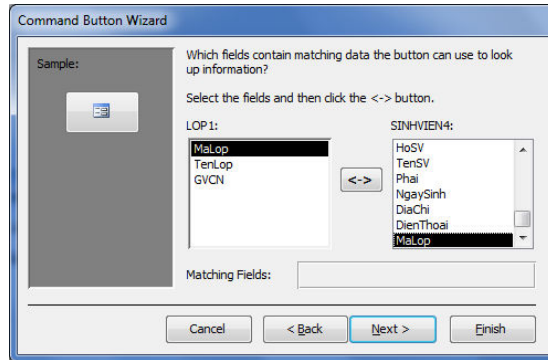 Command Button Wizard
Sample:
Which fields contain matching data the button can use to look
up information?
Select the fields and then click the <-> button.
LOP1:
MaLop
TenLop
GVCN
<->
SINHVIEN4:
HoSV
TenSV
Phai
NgaySinh
DiaChi
DienThoai
MaLop
Matching Fields:
Cancel
< Back
Next >
Finish